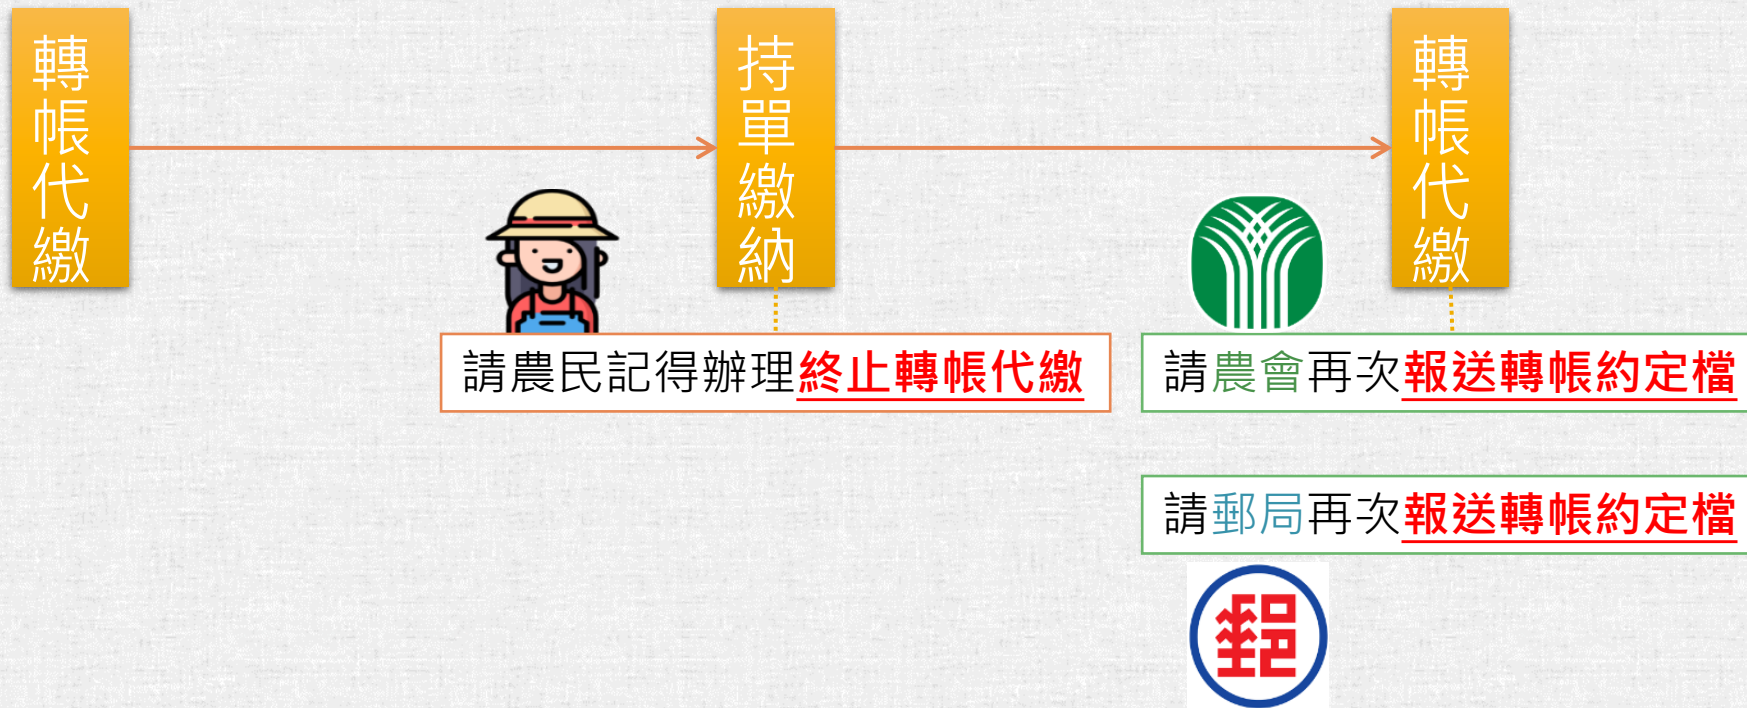 轉帳代繳
持單繳納
轉帳代繳
請農民記得辦理終止轉帳代繳
請農會再次報送轉帳約定檔
請郵局再次報送轉帳約定檔
郵